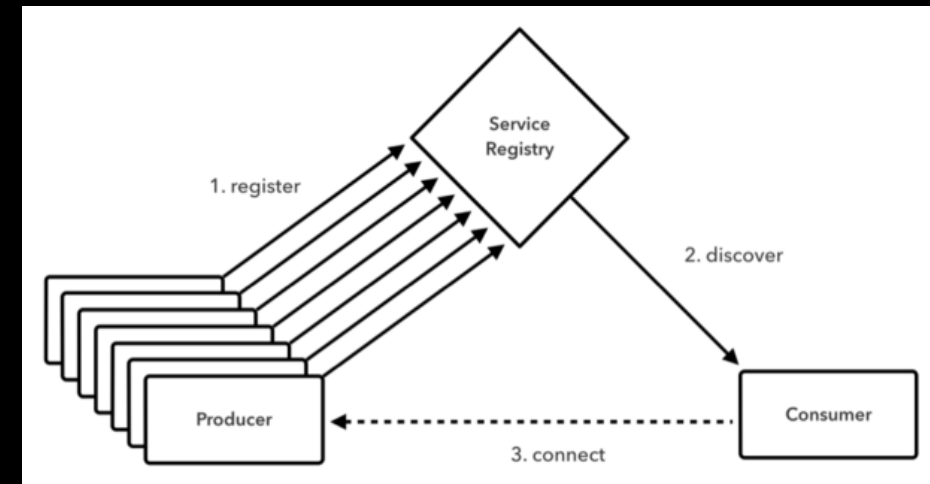 Service
Registry
1. register
2. discover
Producer
Consumer
3. connect